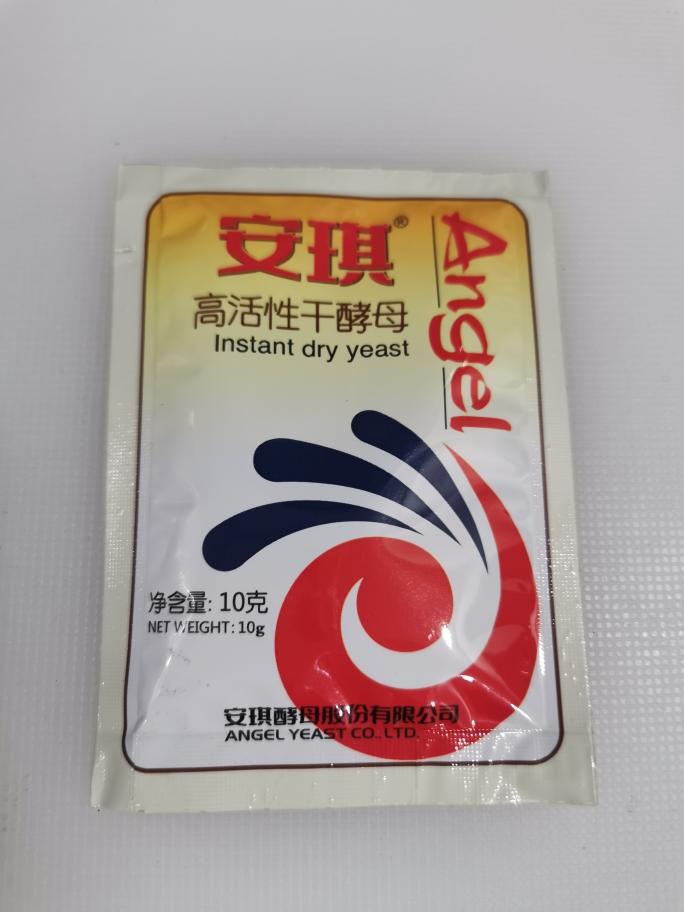 安琪®
高活性干酵母
Instant dry yeast
Angel
净含量: 10克
NET WEIGHT: 10g
安琪酵母股份有限公司
ANGEL YEAST CO., LTD.